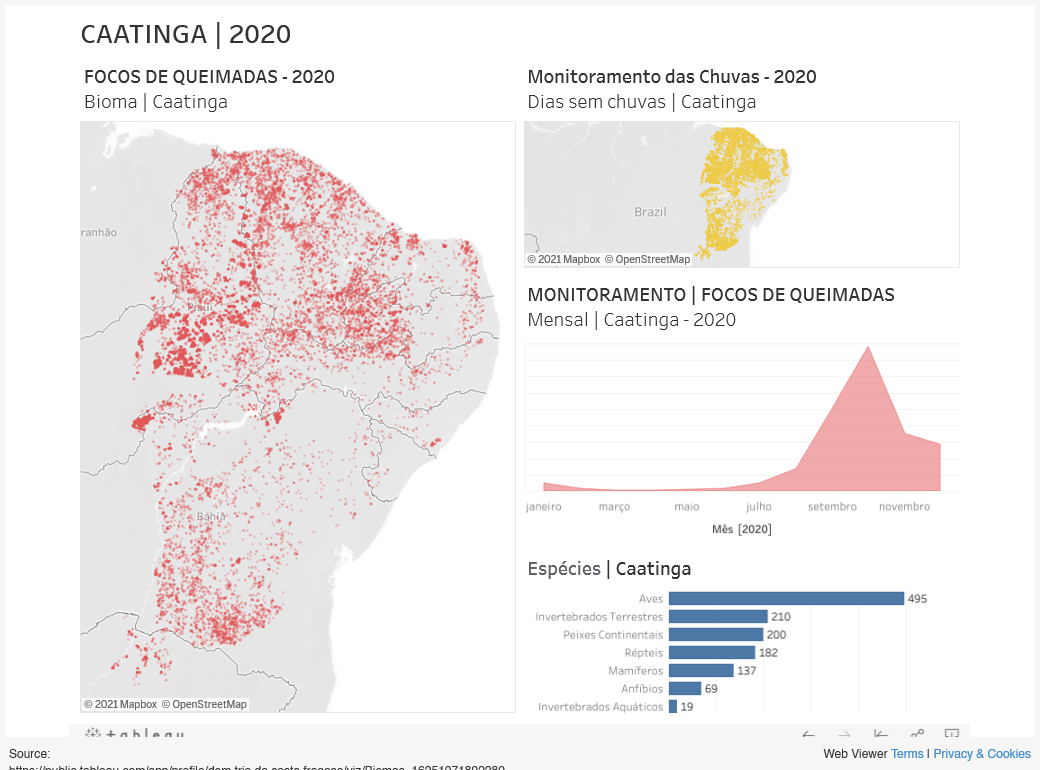 CAATINGA | 2020
FOCOS DE QUEIMADAS - 2020
Bioma | Caatinga
ranhão
Piauí
Bahia
© 2021 Mapbox © OpenStreetMap
Monitoramento das Chuvas - 2020
Dias sem chuvas | Caatinga
Brazil
© 2021 Mapbox © OpenStreetMap
MONITORAMENTO | FOCOS DE QUEIMADAS
Mensal | Caatinga - 2020
janeiro março maio julho setembro novembro
Mês [2020]
Espécies | Caatinga
Aves 495
Invertebrados Terrestres 210
Peixes Continentais 200
Répteis 182
Mamíferos 137
Anfíbios 69
Invertebrados Aquáticos 19
Source:
Web Viewer Terms | Privacy & Cookies